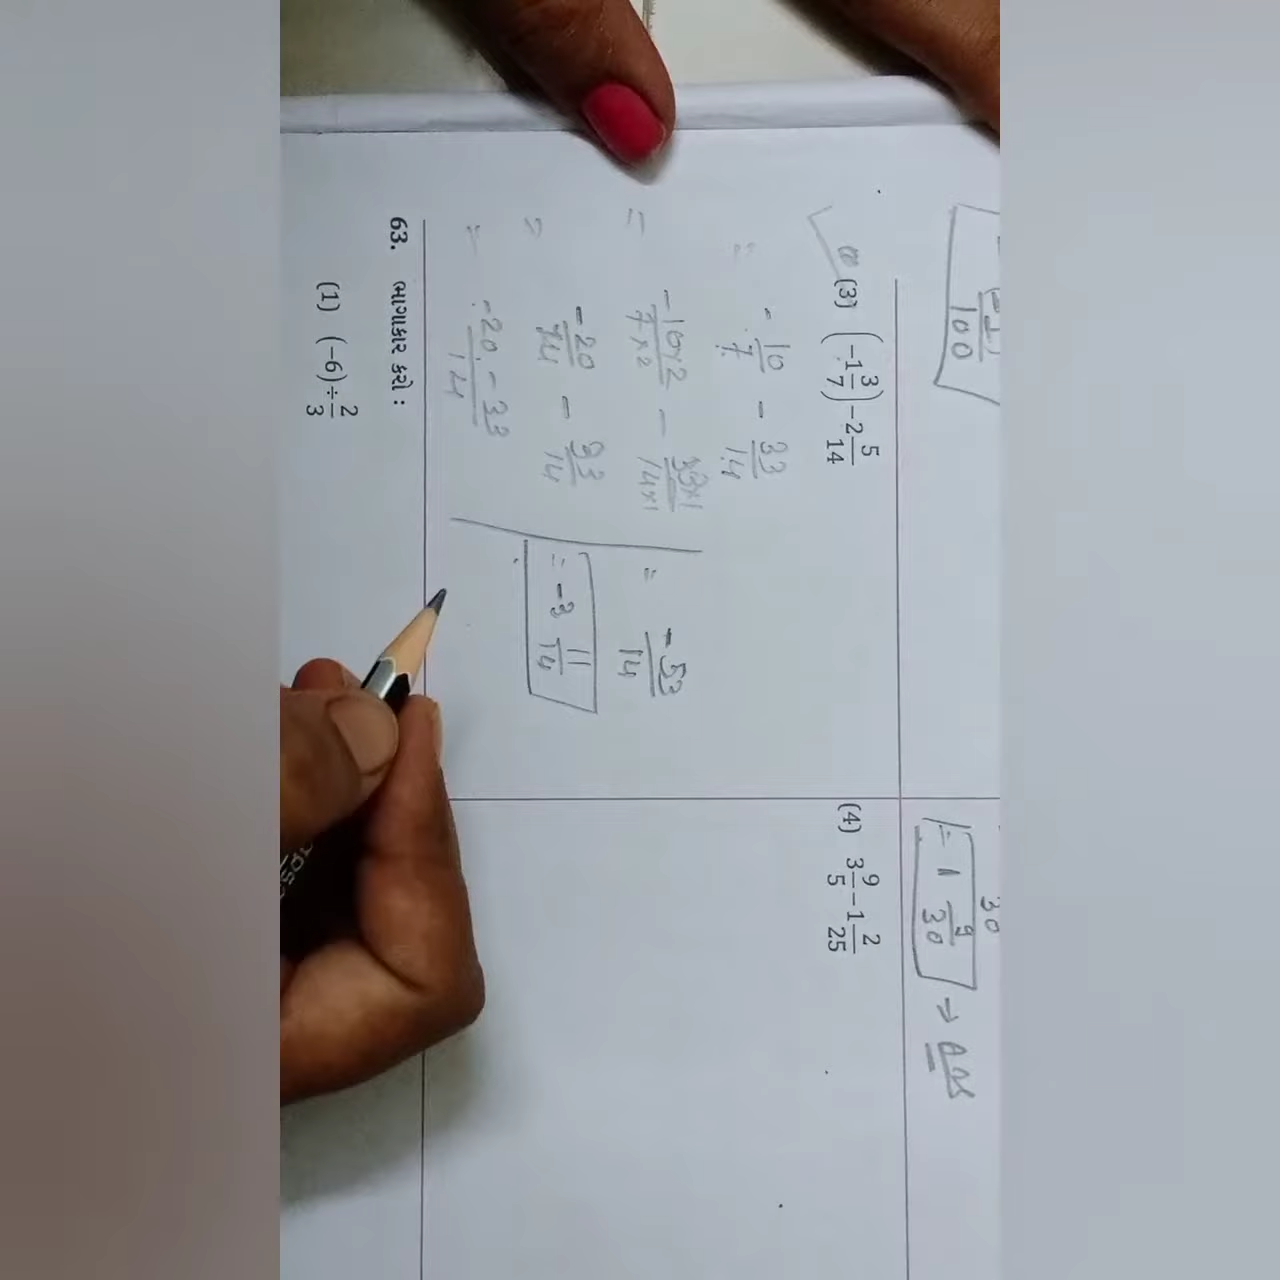 100
30
= 1 9/30 → Ans
(3) (-1 3/7) - 2 5/14
= - 10/7 - 33/14
= -10×2/7×2 - 33×1/14×1
= -20/14 - 33/14
= -20-33/14
= -53/14
= -3 11/14
(4) 3 9/5 - 1 2/25
63. ભાગાકાર કરો :
(1) (-6) ÷ 2/3